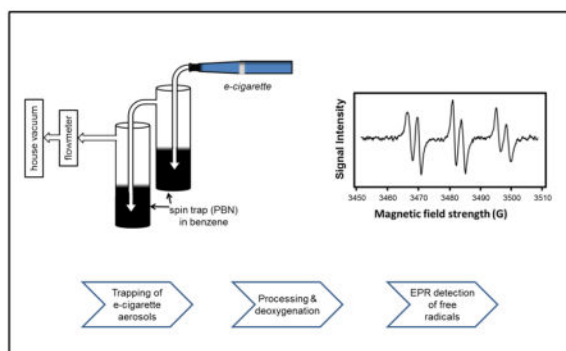 house vacuum
flowmeter
e-cigarette
spin trap (PBN)
in benzene
Signal Intensity
3450 3460 3470 3480 3490 3500 3510
Magnetic field strength (G)
Trapping of
e-cigarette
aerosols
Processing &
deoxygenation
EPR detection
of free
radicals